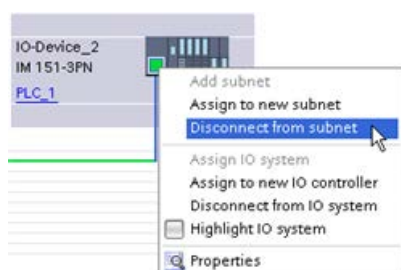 IO-Device_2
IM 151-3PN
PLC_1
Add subnet
Assign to new subnet
Disconnect from subnet
Assign IO system
Assign to new IO controller
Disconnect from IO system
Highlight IO system
Properties